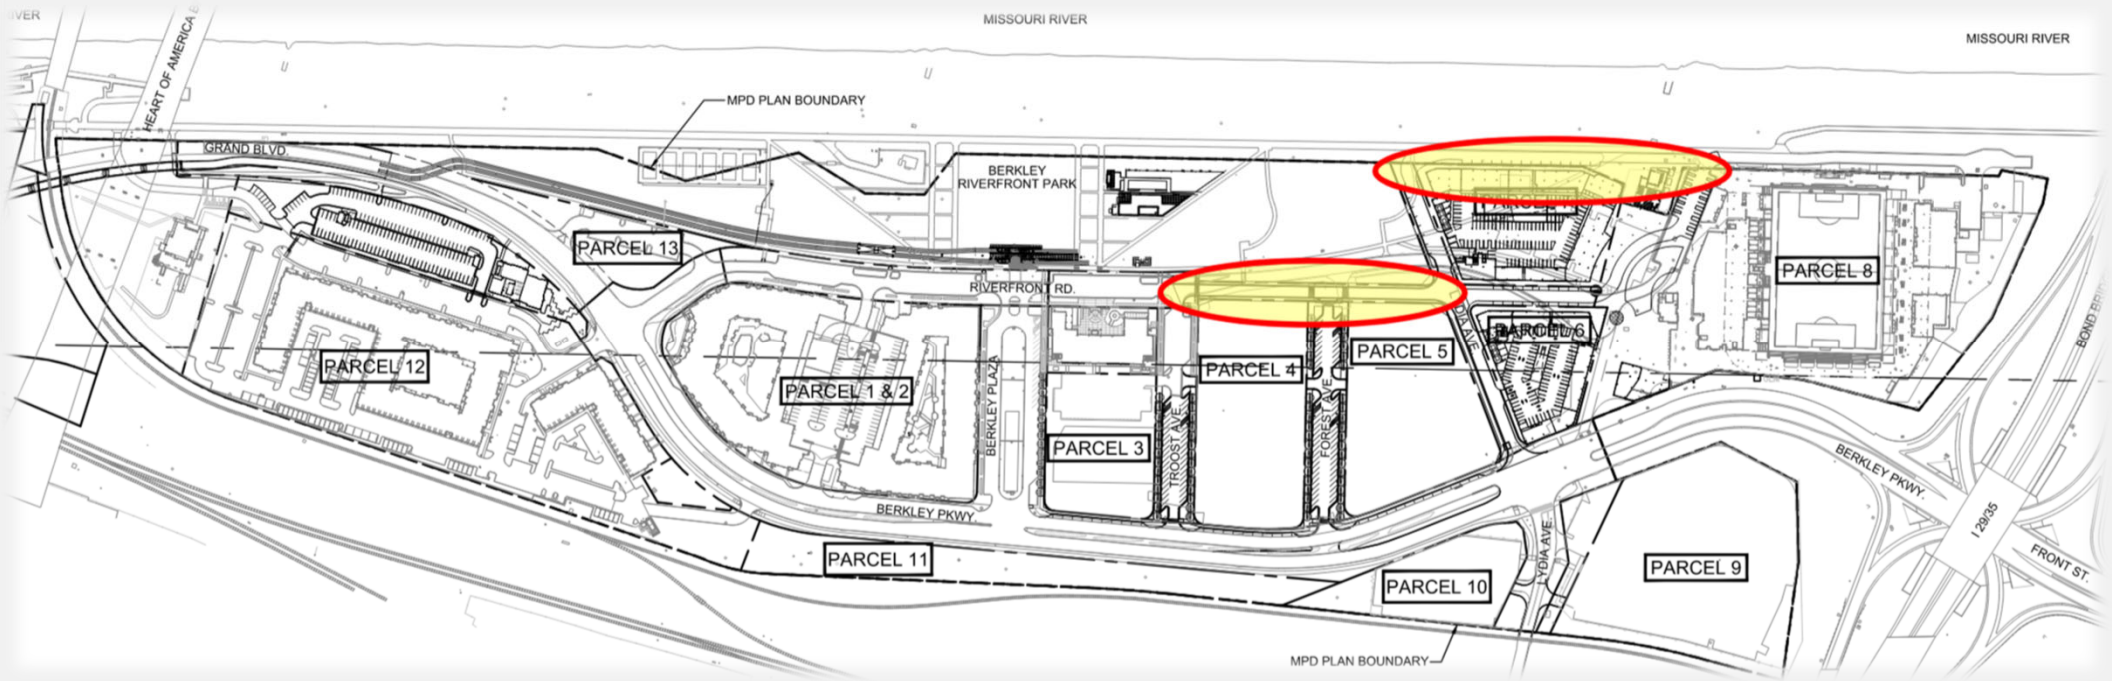 IVER
MISSOURI RIVER
MISSOURI RIVER
HEART OF AMERICA B
MPD PLAN BOUNDARY
GRAND BLVD.
BERKLEY
RIVERFRONT PARK
PARCEL 13
PARCEL 8
RIVERFRONT RD.
PARCEL 6
PARCEL 5
BOND BRI
PARCEL 12
PARCEL 1 & 2
BERKLEY PLAZA
PARCEL 4
PARCEL 3
TROOST AVE.
FOREST AVE
BERKLEY PKWY.
BERKLEY PKWY.
I 29/35
FRONT ST.
PARCEL 11
PARCEL 10
LYDIA AVE.
PARCEL 9
MPD PLAN BOUNDARY